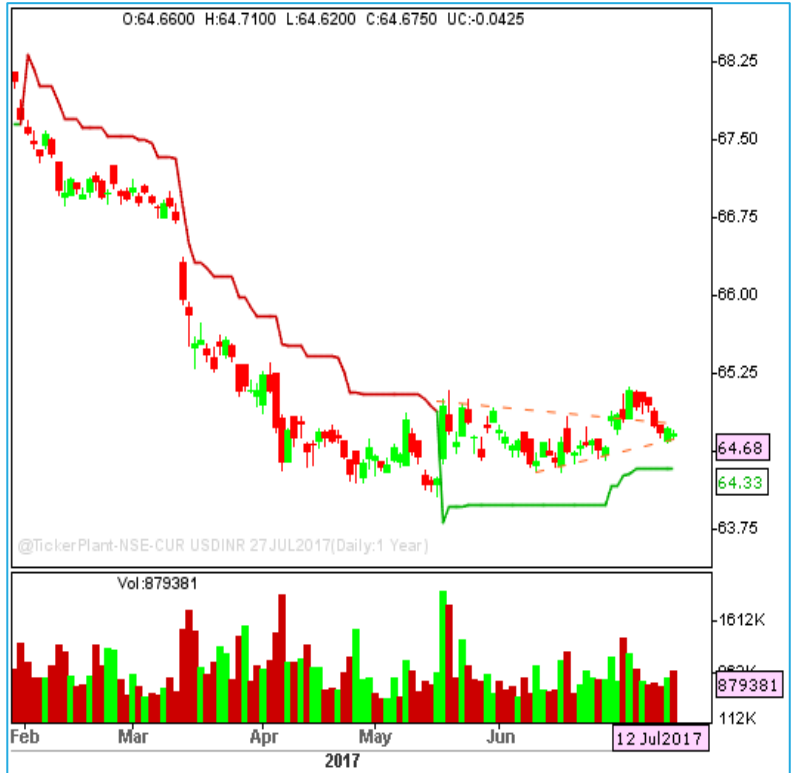 O:64.6600 H:64.7100 L:64.6200 C:64.6750 UC:-0.0425
68.25
67.50
66.75
66.00
65.25
64.68
64.33
63.75
@TickerPlant-NSE-CUR USDINR 27JUL2017(Daily:1 Year)
Vol:879381
1612K
879381
112K
Feb Mar Apr May Jun 12 Jul2017
2017